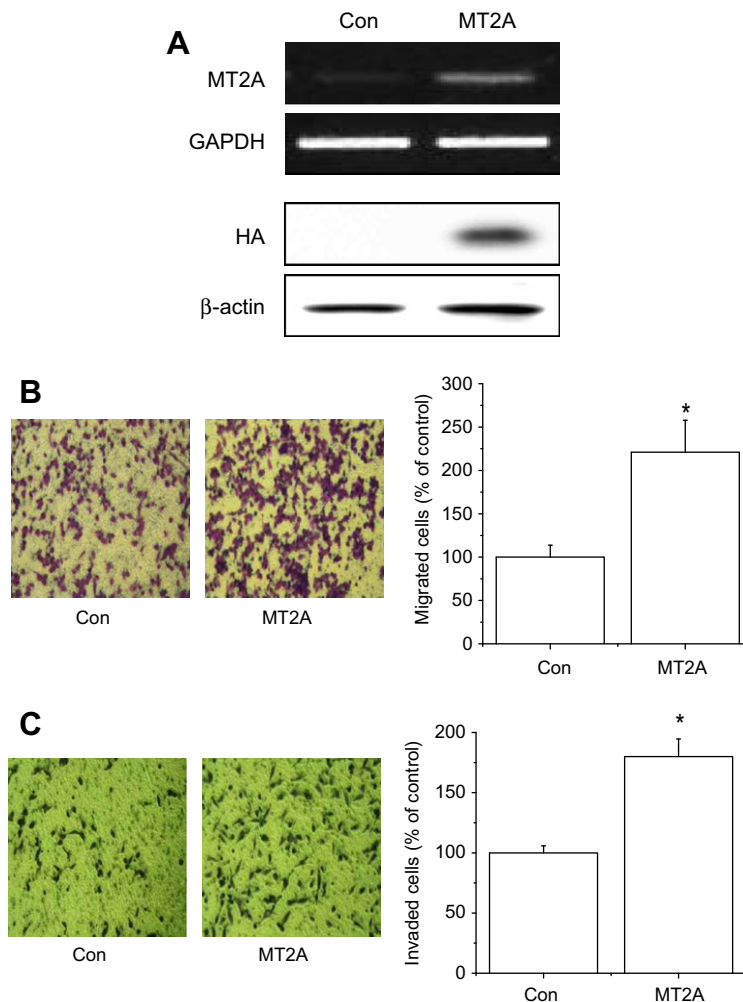 A
Con MT2A
MT2A
GAPDH
HA
β-actin
B
Con
MT2A
Migrated cells (% of control)
300
250
200
150
100
50
0
*
Con MT2A
C
Con
MT2A
Invaded cells (% of control)
200
150
100
50
0
*
Con MT2A